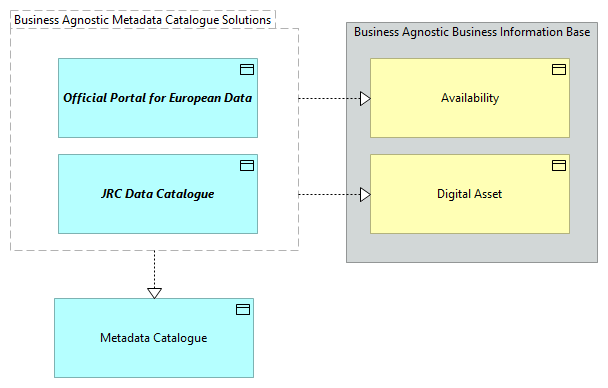 Business Agnostic Metadata Catalogue Solutions
Business Agnostic Business Information Base
Official Portal for European Data
Availability
JRC Data Catalogue
Digital Asset
Metadata Catalogue